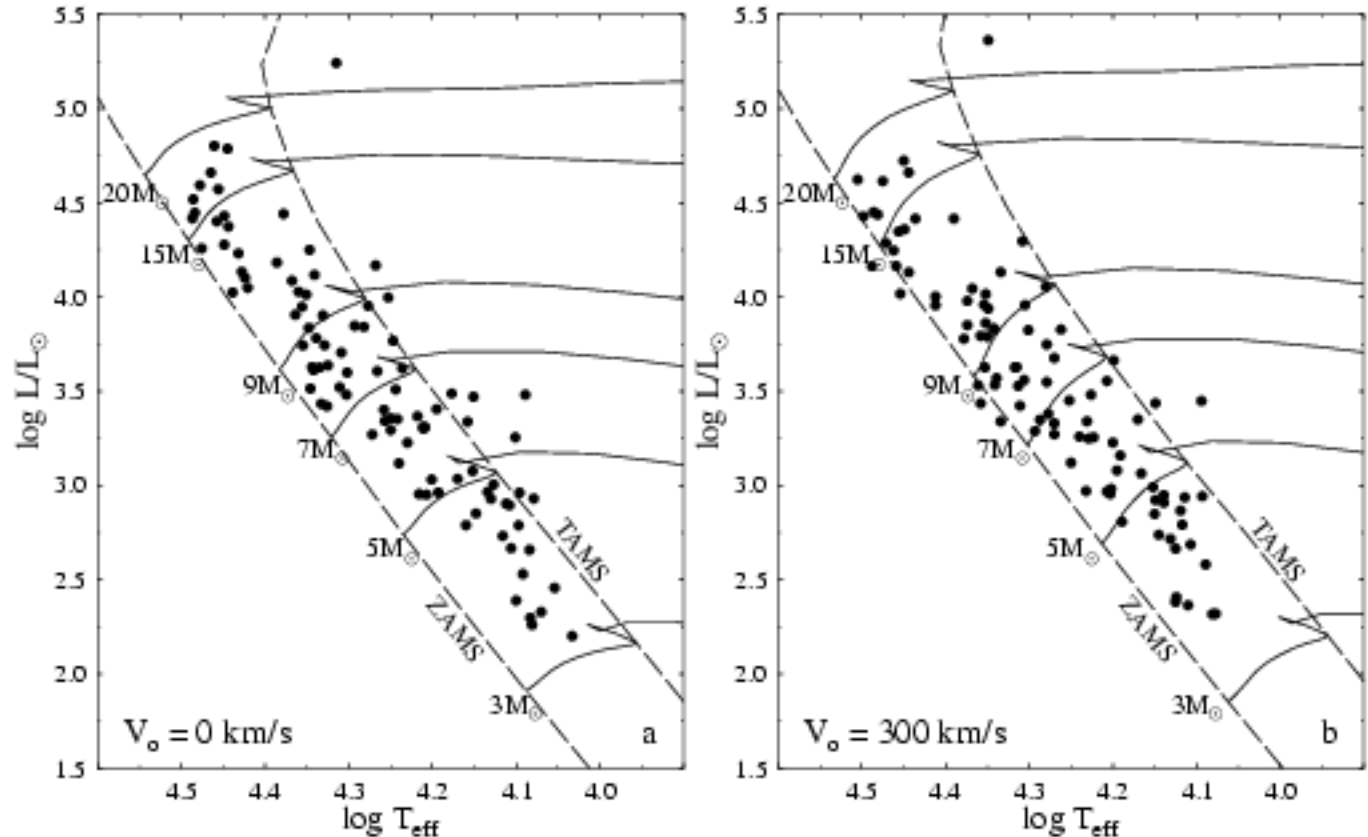 5.5
5.0
4.5
4.0
3.5
3.0
2.5
2.0
1.5
log L/L☉
20M☉
15M☉
9M☉
7M☉
5M☉
3M☉
ZAMS
TAMS
Vo = 0 km/s
a
4.5 4.4 4.3 4.2 4.1 4.0
log Teff
5.5
5.0
4.5
4.0
3.5
3.0
2.5
2.0
1.5
log L/L☉
20M☉
15M☉
9M☉
7M☉
5M☉
3M☉
ZAMS
TAMS
Vo = 300 km/s
b
4.5 4.4 4.3 4.2 4.1 4.0
log Teff